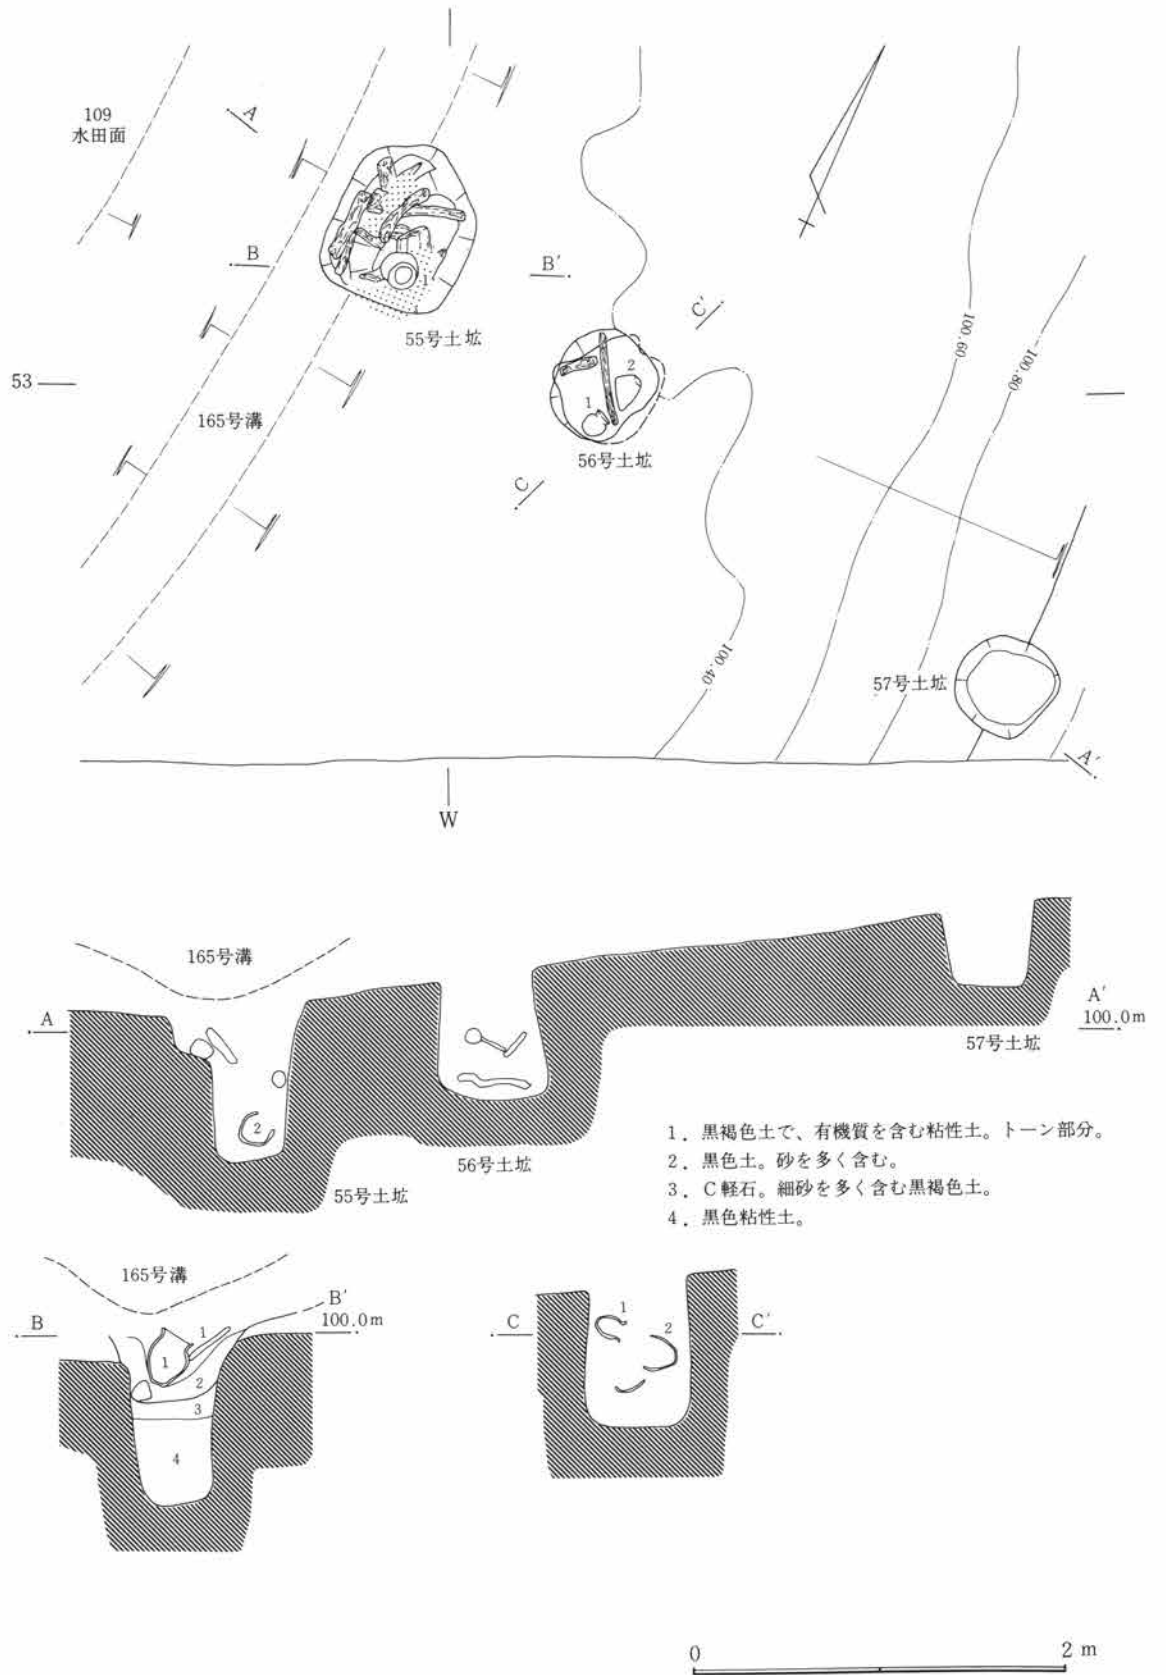 109
水田面
A
B
B′
55号土坑
1
1
2
56号土坑
C′
C
53
165号溝
100.60
100.80
100.40
57号土坑
A′
W
165号溝
A
A′
100.0m
2
55号土坑
56号土坑
57号土坑
1. 黒褐色土で、有機質を含む粘性土。トーン部分。
2. 黒色土。砂を多く含む。
3. C軽石。細砂を多く含む黒褐色土。
4. 黒色粘性土。
165号溝
B
B′
100.0m
1
1
2
3
4
C
C′
1
2
0
2 m